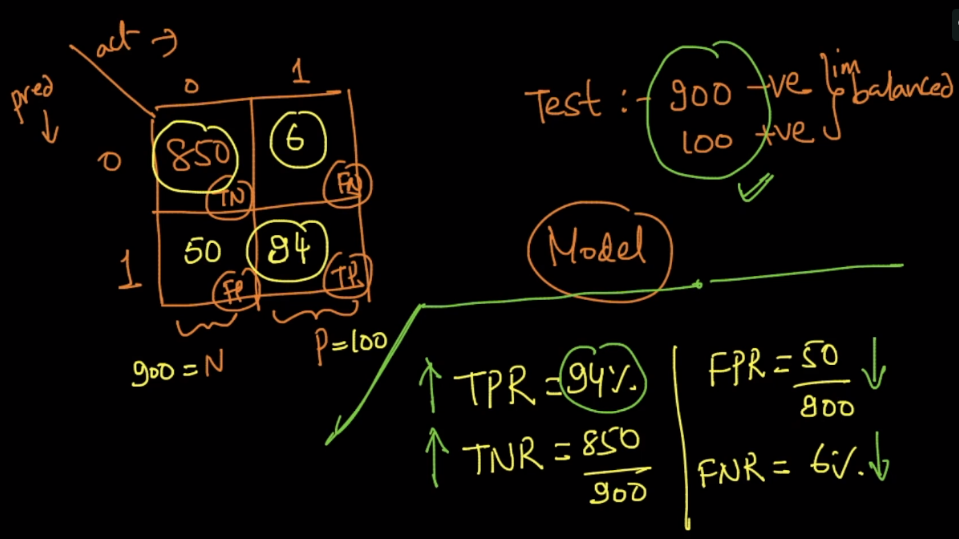 act →
pred ↓
0 1
0 850 TN 6 FN
1 50 FP 94 TP
900 = N
P=100
Test :- 900 -ve
100 +ve
im
balanced
Model
↑ TPR = 94%.
↑ TNR = 850
900
FPR = 50 ↓
900
FNR = 6%. ↓